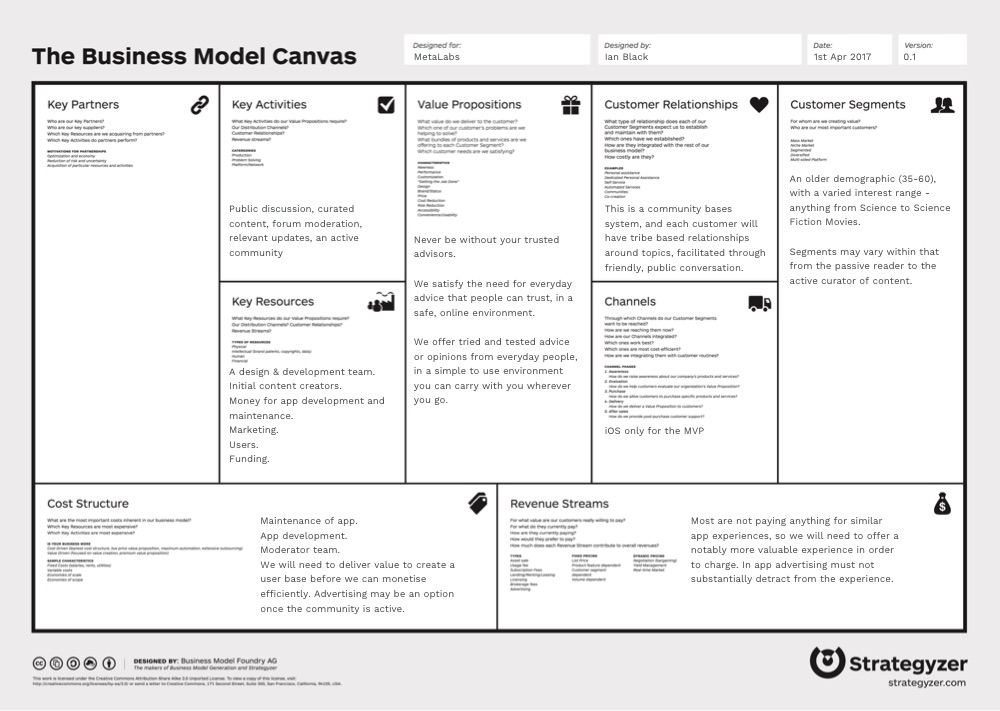 The Business Model Canvas
Designed for:
MetaLabs
Designed by:
Ian Black
Date:
1st Apr 2017
Version:
0.1
Key Partners
Who are our Key Partners?
Who are our key suppliers?
Which Key Resources are we acquiring from partners?
Which Key Activities do partners perform?
MOTIVATIONS FOR PARTNERSHIPS
Optimization and economy
Reduction of risk and uncertainty
Acquisition of particular resources and activities
Key Activities
What Key Activities do our Value Propositions require?
Our Distribution Channels?
Customer Relationships?
Revenue streams?
CATEGORIES
Production
Problem Solving
Platform/Network
Public discussion, curated
content, forum moderation,
relevant updates, an active
community
Key Resources
What Key Resources do our Value Propositions require?
Our Distribution Channels? Customer Relationships?
Revenue Streams?
TYPES OF RESOURCES
Physical
Intellectual (brand patents, copyrights, data)
Human
Financial
A design & development team.
Initial content creators.
Money for app development and
maintenance.
Marketing.
Users.
Funding.
Value Propositions
What value do we deliver to the customer?
Which one of our customer's problems are we
helping to solve?
What bundles of products and services are we
offering to each Customer Segment?
Which customer needs are we satisfying?
CHARACTERISTICS
Newness
Performance
Customization
"Getting the Job Done"
Design
Brand/Status
Price
Cost Reduction
Risk Reduction
Accessibility
Convenience/Usability
Never be without your trusted
advisors.
We satisfy the need for everyday
advice that people can trust, in a
safe, online environment.
We offer tried and tested advice
or opinions from everyday people,
in a simple to use environment
you can carry with you wherever
you go.
Customer Relationships
What type of relationship does each of our
Customer Segments expect us to establish
and maintain with them?
Which ones have we established?
How are they integrated with the rest of our
business model?
How costly are they?
EXAMPLES
Personal assistance
Dedicated Personal Assistance
Self-Service
Automated Services
Communities
Co-creation
This is a community bases
system, and each customer will
have tribe based relationships
around topics, facilitated through
friendly, public conversation.
Channels
Through which Channels do our Customer Segments
want to be reached?
How are we reaching them now?
How are our Channels integrated?
Which ones work best?
Which ones are most cost-efficient?
How are we integrating them with customer routines?
CHANNEL PHASES
1. Awareness
How do we raise awareness about our company's products and services?
2. Evaluation
How do we help customers evaluate our organization's Value Proposition?
3. Purchase
How do we allow customers to purchase specific products and services?
4. Delivery
How do we deliver a Value Proposition to customers?
5. After sales
How do we provide post-purchase customer support?
iOS only for the MVP
Customer Segments
For whom are we creating value?
Who are our most important customers?
Mass Market
Niche Market
Segmented
Diversified
Multi-sided Platform
An older demographic (35-60),
with a varied interest range -
anything from Science to Science
Fiction Movies.
Segments may vary within that
from the passive reader to the
active curator of content.
Cost Structure
What are the most important costs inherent in our business model?
Which Key Resources are most expensive?
Which Key Activities are most expensive?
IS YOUR BUSINESS MORE
Cost Driven (leanest cost structure, low price value proposition, maximum automation, extensive outsourcing)
Value Driven (focused on value creation, premium value proposition)
SAMPLE CHARACTERISTICS
Fixed Costs (salaries, rents, utilities)
Variable costs
Economies of scale
Economies of scope
Maintenance of app.
App development.
Moderator team.
We will need to deliver value to create a
user base before we can monetise
efficiently. Advertising may be an option
once the community is active.
Revenue Streams
For what value are our customers really willing to pay?
For what do they currently pay?
How are they currently paying?
How would they prefer to pay?
How much does each Revenue Stream contribute to overall revenues?
TYPES
Asset sale
Usage fee
Subscription Fees
Lending/Renting/Leasing
Licensing
Brokerage fees
Advertising
FIXED PRICING
List Price
Product feature dependent
Customer segment
dependent
Volume dependent
DYNAMIC PRICING
Negotiation (bargaining)
Yield Management
Real-time-Market
Most are not paying anything for similar
app experiences, so we will need to offer a
notably more valuable experience in order
to charge. In app advertising must not
substantially detract from the experience.
DESIGNED BY: Business Model Foundry AG
The makers of Business Model Generation and Strategyzer
This work is licensed under the Creative Commons Attribution-Share Alike 3.0 Unported License. To view a copy of this license, visit:
http://creativecommons.org/licenses/by-sa/3.0/ or send a letter to Creative Commons, 171 Second Street, Suite 300, San Francisco, California, 94105, USA.
Strategyzer
strategyzer.com